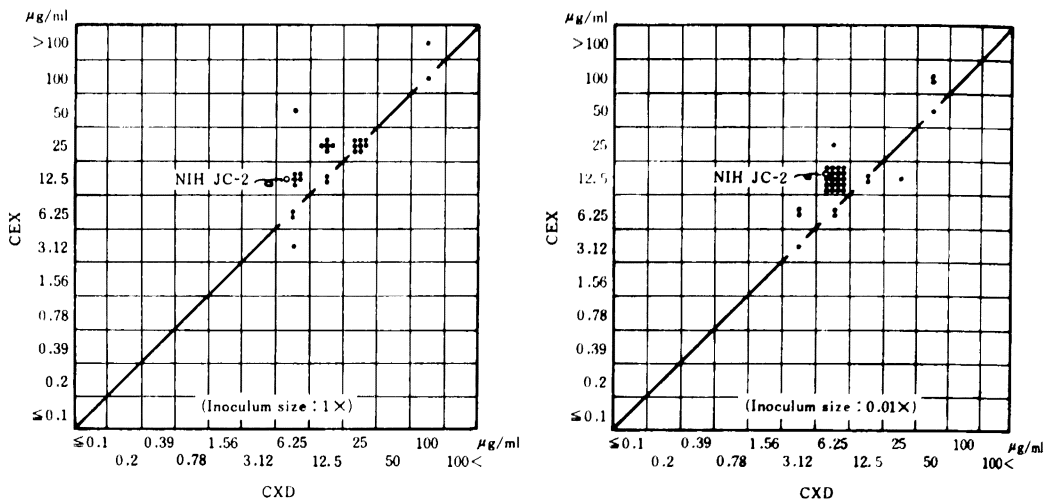 μg/ml
>100
100
50
25
12.5
6.25
3.12
1.56
0.78
0.39
0.2
≦0.1
CEX
NIH JC-2
(Inoculum size : 1×)
≦0.1 0.39 1.56 6.25 25 100 μg/ml
0.2 0.78 3.12 12.5 50 100<
CXD
μg/ml
>100
100
50
25
12.5
6.25
3.12
1.56
0.78
0.39
0.2
≦0.1
CEX
NIH JC-2
(Inoculum size : 0.01×)
≦0.1 0.39 1.56 6.25 25 100 μg/ml
0.2 0.78 3.12 12.5 50 100<
CXD